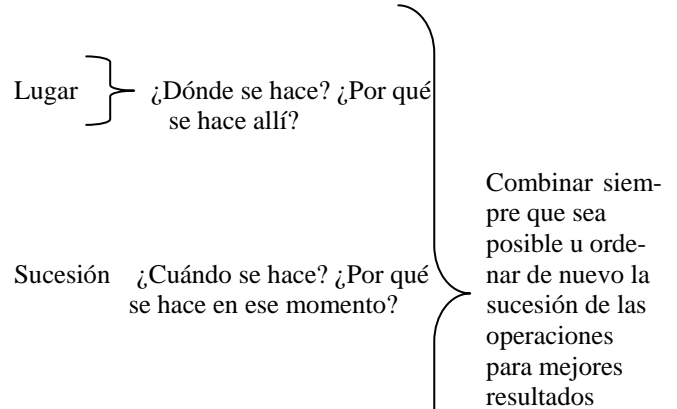 Lugar ¿Dónde se hace? ¿Por qué
se hace allí?
Sucesión ¿Cuándo se hace? ¿Por qué
se hace en ese momento?
Combinar siem-
pre que sea
posible u orde-
nar de nuevo la
sucesión de las
operaciones
para mejores
resultados